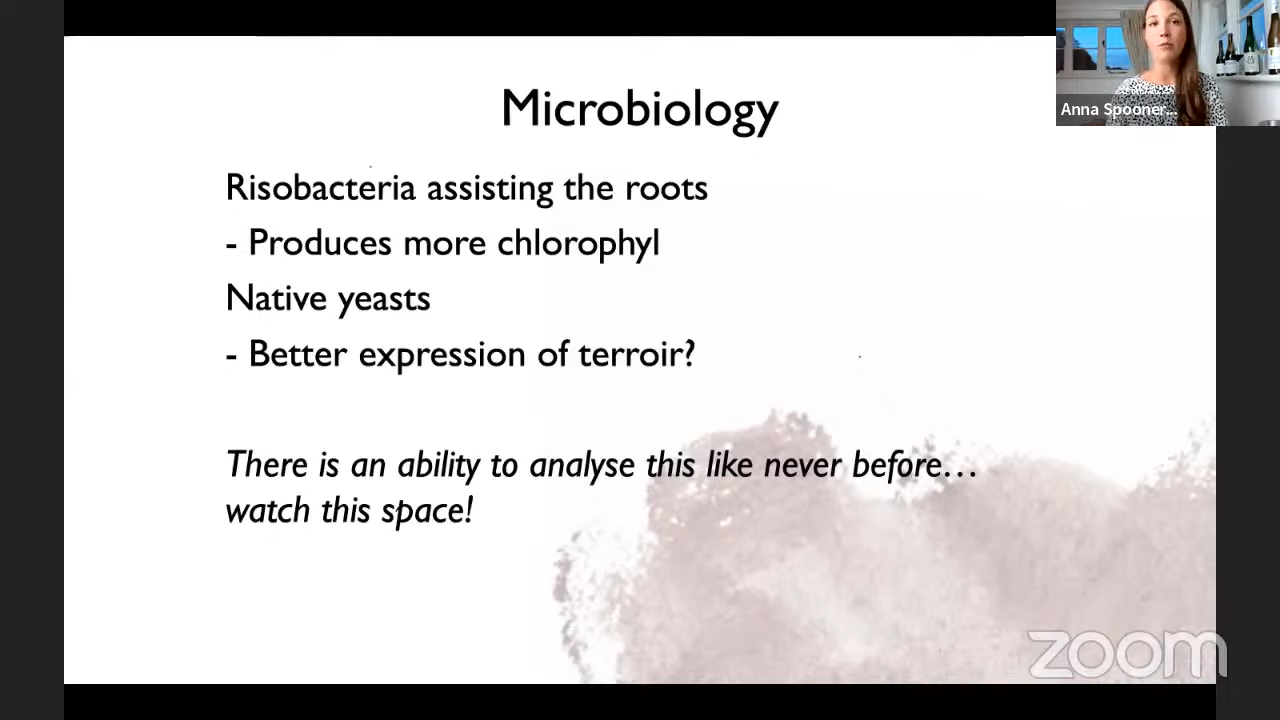 Microbiology
Anna Spooner...
Risobacteria assisting the roots
- Produces more chlorophyl
Native yeasts
- Better expression of terroir?
There is an ability to analyse this like never before…
watch this space!
zoom